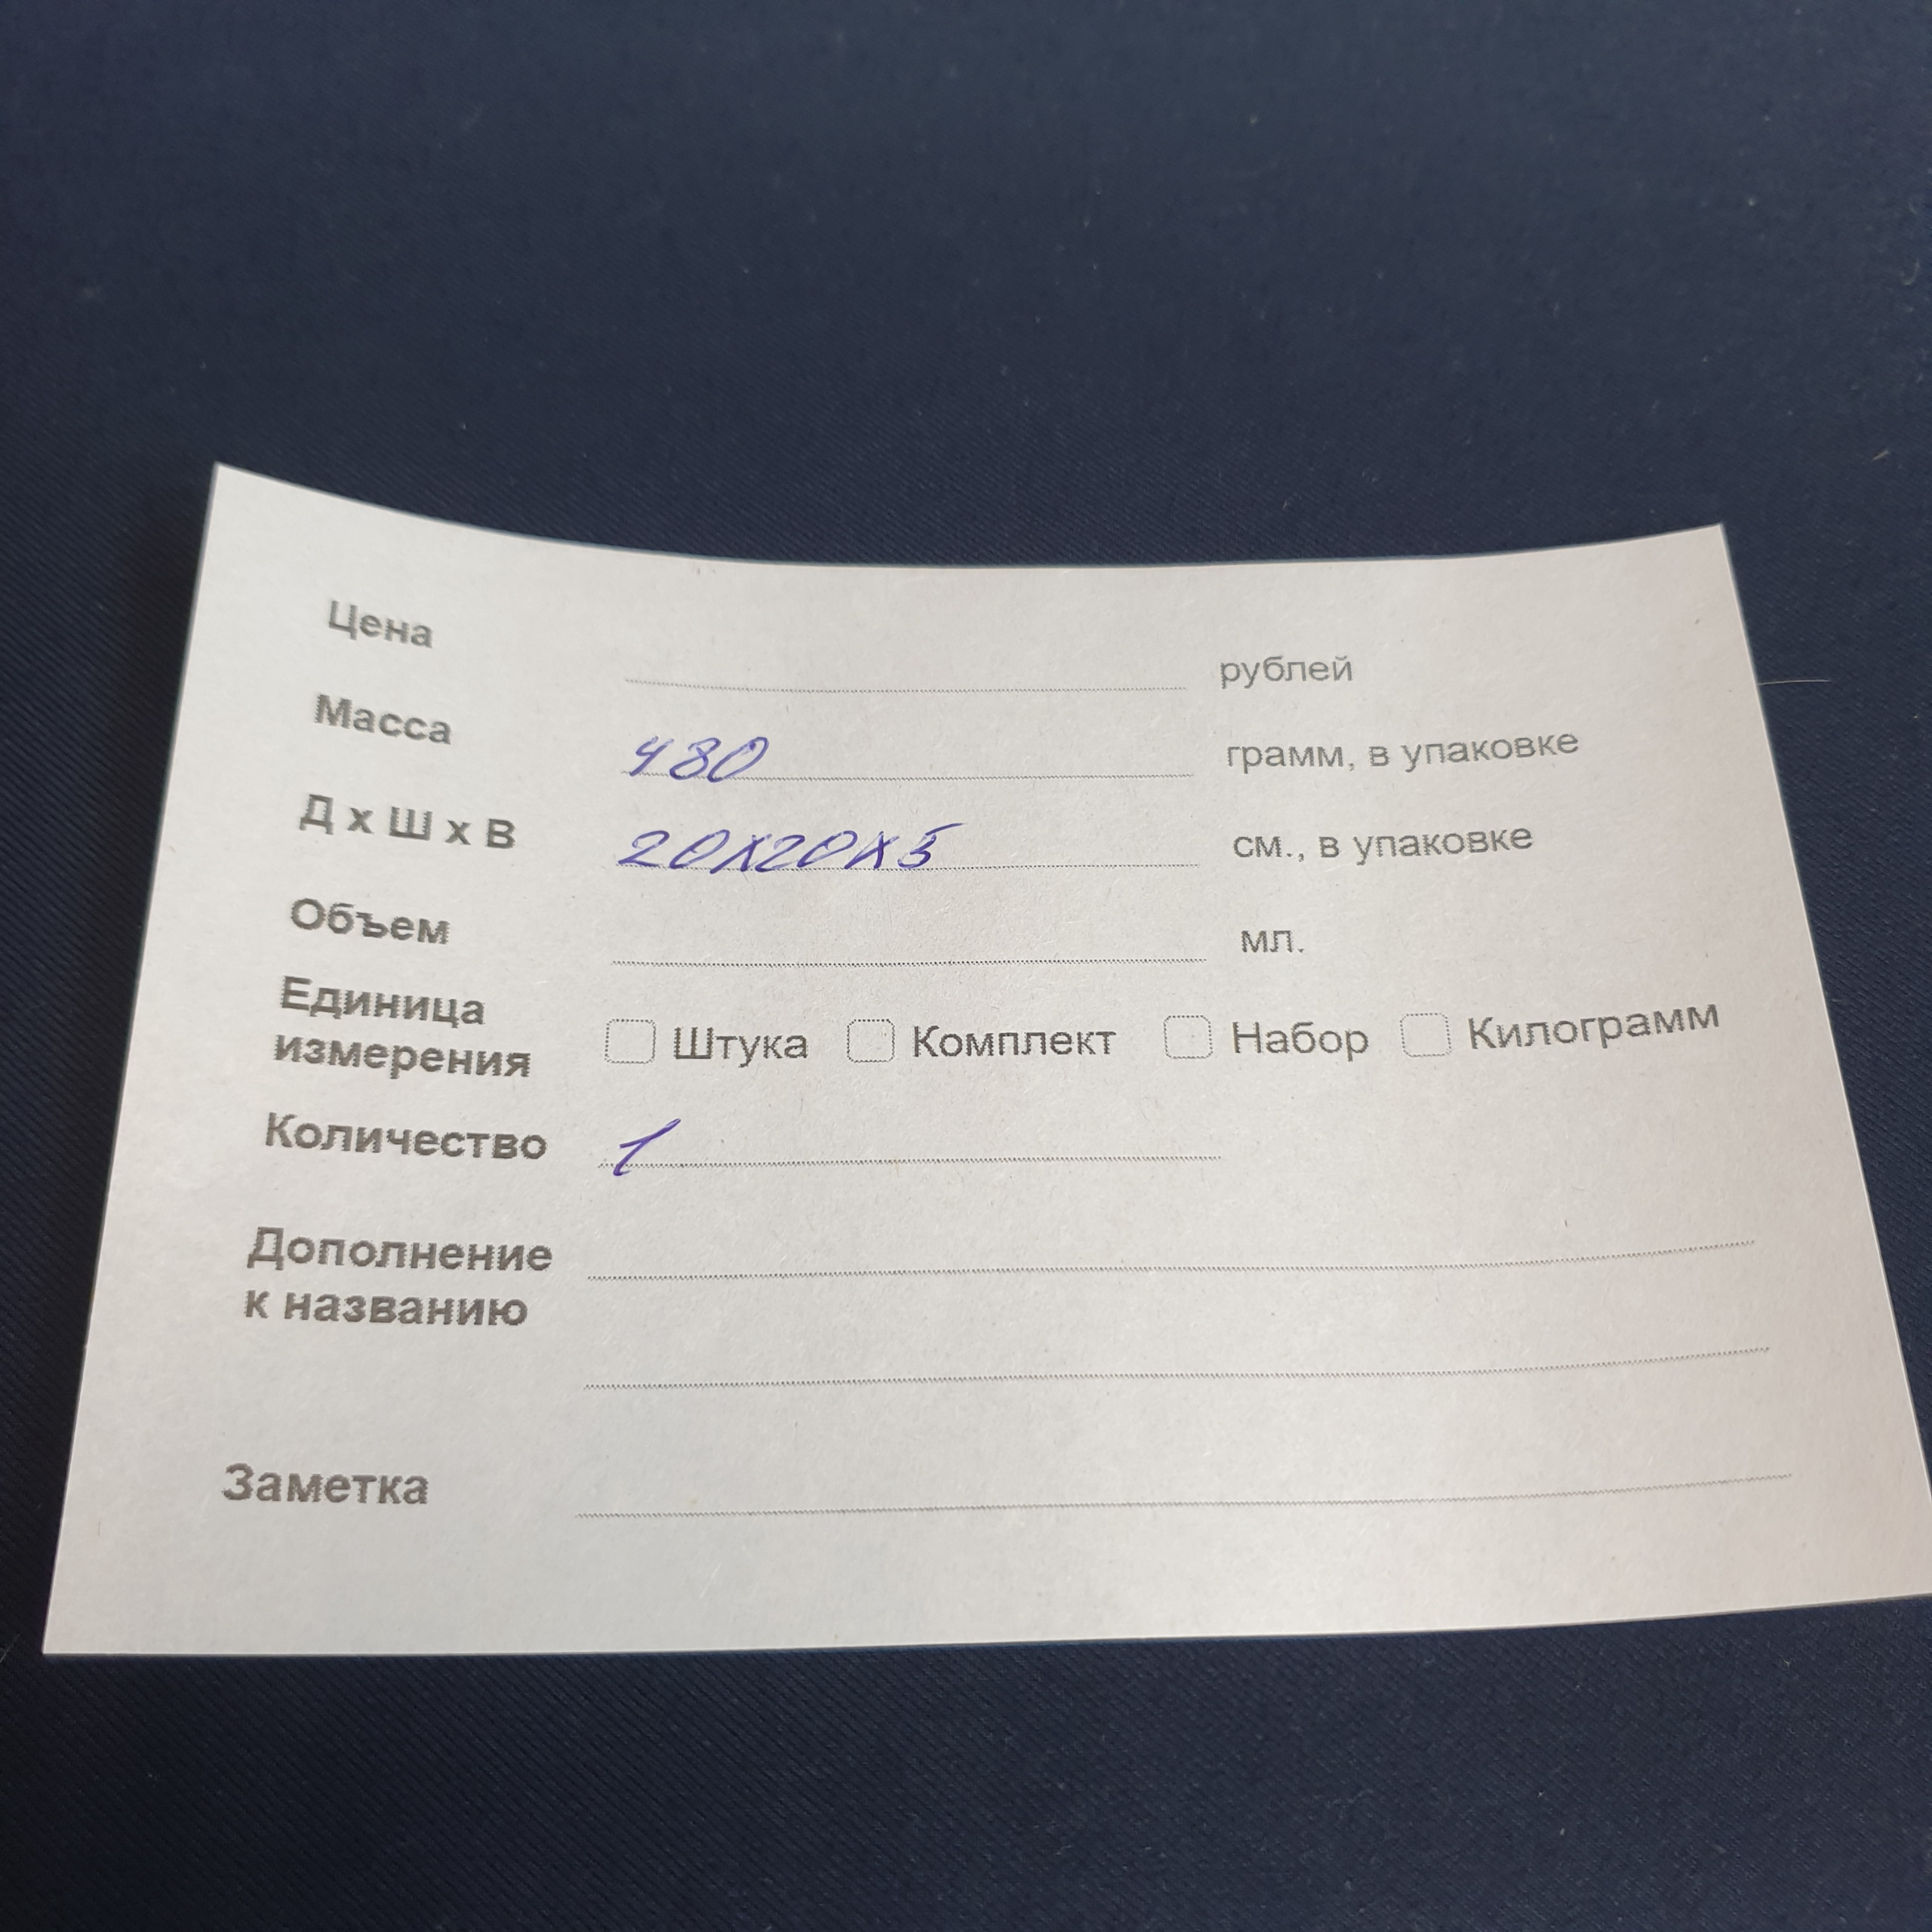 Цена рублей
Масса 480 грамм, в упаковке
Д х Ш х В 20х20х5 см., в упаковке
Объем мл.
Единица
измерения Штука Комплект Набор Килограмм
Количество 1
Дополнение
к названию
Заметка